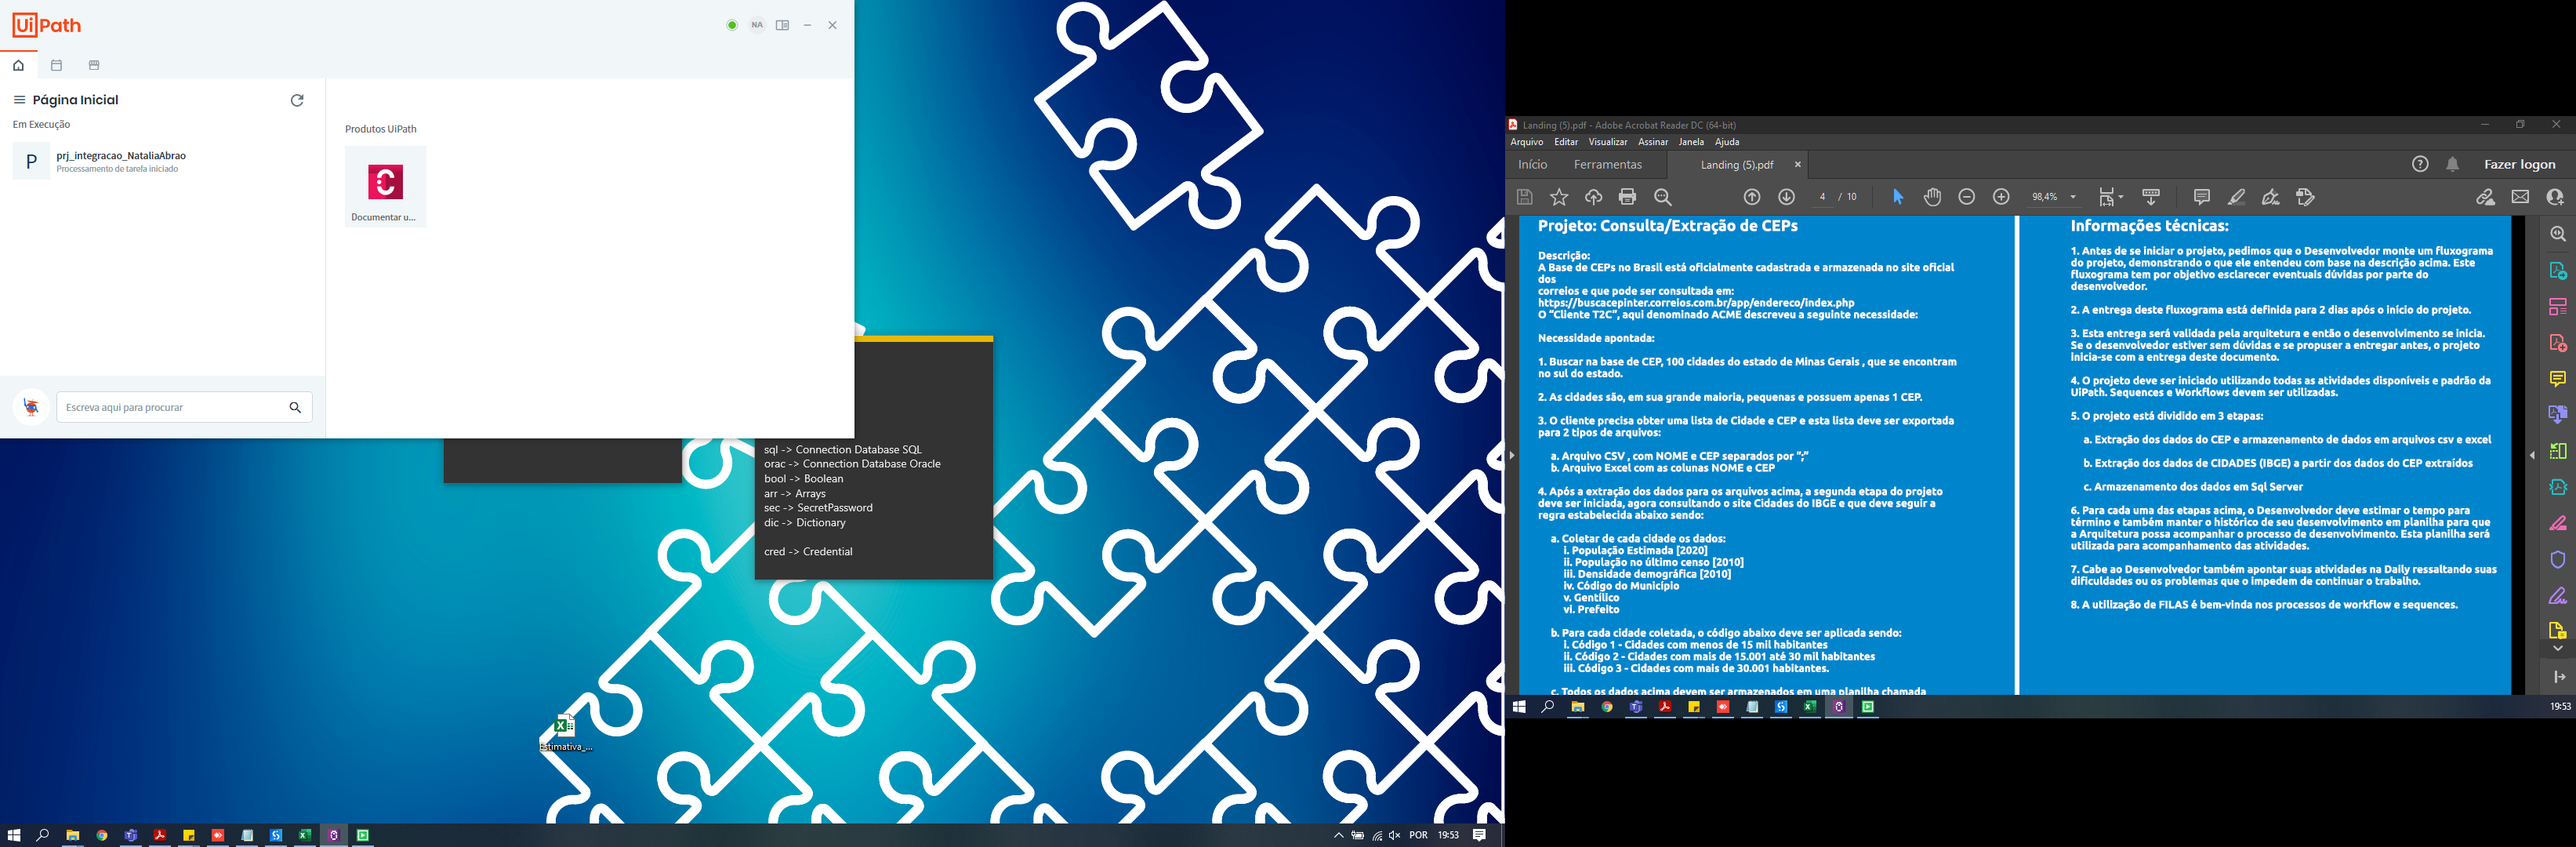 UiPath
NA
Página Inicial
Em Execução
P
prj_integracao_NataliaAbrao
Processamento de tarefa iniciado
Escreva aqui para procurar
Produtos UiPath
Documentar u...
sql -> Connection Database SQL
orac -> Connection Database Oracle
bool -> Boolean
arr -> Arrays
sec -> SecretPassword
dic -> Dictionary
cred -> Credential
Estimativa_...
POR
19:53
Landing (5).pdf - Adobe Acrobat Reader DC (64-bit)
Arquivo Editar Visualizar Assinar Janela Ajuda
Início Ferramentas Landing (5).pdf Fazer logon
4 / 10 98,4%
Projeto: Consulta/Extração de CEPs
Descrição:
A Base de CEPs no Brasil está oficialmente cadastrada e armazenada no site oficial
dos
correios e que pode ser consultada em:
https://buscacepinter.correios.com.br/app/endereco/index.php
O "Cliente T2C", aqui denominado ACME descreveu a seguinte necessidade:
Necessidade apontada:
1. Buscar na base de CEP, 100 cidades do estado de Minas Gerais , que se encontram
no sul do estado.
2. As cidades são, em sua grande maioria, pequenas e possuem apenas 1 CEP.
3. O cliente precisa obter uma lista de Cidade e CEP e esta lista deve ser exportada
para 2 tipos de arquivos:
a. Arquivo CSV , com NOME e CEP separados por ";"
b. Arquivo Excel com as colunas NOME e CEP
4. Após a extração dos dados para os arquivos acima, a segunda etapa do projeto
deve ser iniciada, agora consultando o site Cidades do IBGE e que deve seguir a
regra estabelecida abaixo sendo:
a. Coletar de cada cidade os dados:
i. População Estimada [2020]
ii. População no último censo [2010]
iii. Densidade demográfica [2010]
iv. Código do Município
v. Gentílico
vi. Prefeito
b. Para cada cidade coletada, o código abaixo deve ser aplicada sendo:
i. Código 1 - Cidades com menos de 15 mil habitantes
ii. Código 2 - Cidades com mais de 15.001 até 30 mil habitantes
iii. Código 3 - Cidades com mais de 30.001 habitantes.
c. Todos os dados acima devem ser armazenados em uma planilha chamada
Informações técnicas:
1. Antes de se iniciar o projeto, pedimos que o Desenvolvedor monte um fluxograma
do projeto, demonstrando o que ele entendeu com base na descrição acima. Este
fluxograma tem por objetivo esclarecer eventuais dúvidas por parte do
desenvolvedor.
2. A entrega deste fluxograma está definida para 2 dias após o início do projeto.
3. Esta entrega será validada pela arquitetura e então o desenvolvimento se inicia.
Se o desenvolvedor estiver sem dúvidas e se propuser a entregar antes, o projeto
inicia-se com a entrega deste documento.
4. O projeto deve ser iniciado utilizando todas as atividades disponíveis e padrão da
UiPath. Sequences e Workflows devem ser utilizadas.
5. O projeto está dividido em 3 etapas:
a. Extração dos dados do CEP e armazenamento de dados em arquivos csv e excel
b. Extração dos dados de CIDADES (IBGE) a partir dos dados do CEP extraídos
c. Armazenamento dos dados em Sql Server
6. Para cada uma das etapas acima, o Desenvolvedor deve estimar o tempo para
término e também manter o histórico de seu desenvolvimento em planilha para que
a Arquitetura possa acompanhar o processo de desenvolvimento. Esta planilha será
utilizada para acompanhamento das atividades.
7. Cabe ao Desenvolvedor também apontar suas atividades na Daily ressaltando suas
dificuldades ou os problemas que o impedem de continuar o trabalho.
8. A utilização de FILAS é bem-vinda nos processos de workflow e sequences.
19:53